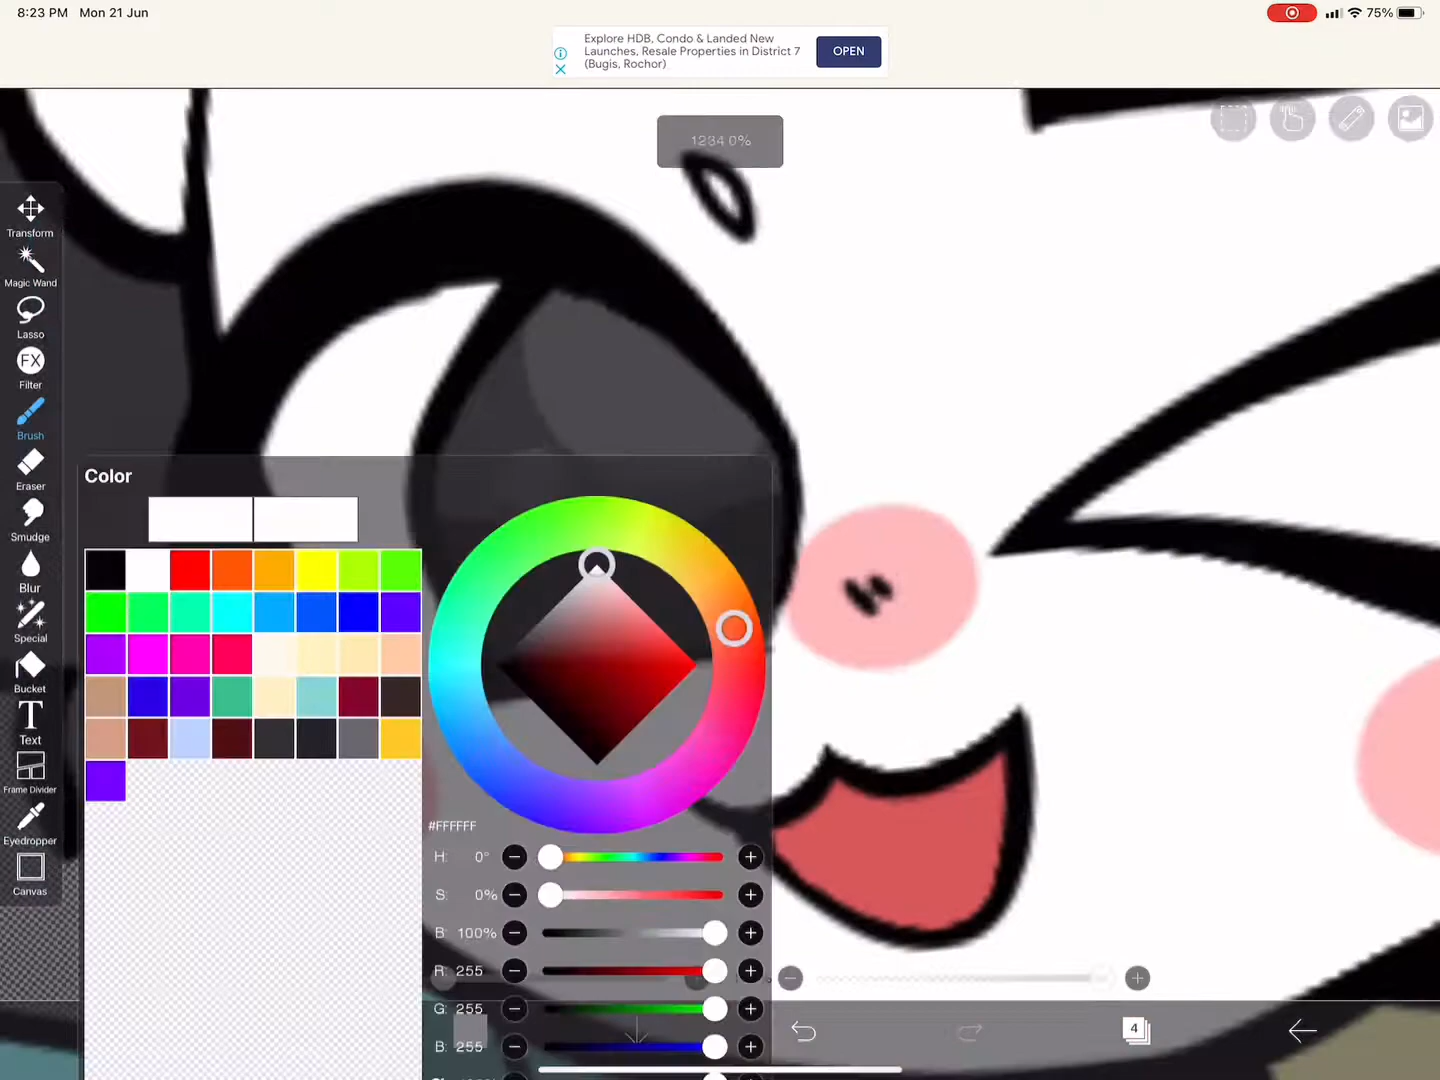 8:23 PM Mon 21 Jun
75%
Explore HDB, Condo & Landed New
Launches, Resale Properties in District 7
(Bugis, Rochor)
OPEN
1234.0%
Transform
Magic Wand
Lasso
FX
Filter
Brush
Eraser
Smudge
Blur
Special
Bucket
T
Text
Frame Divider
Eyedropper
Canvas
Color
#FFFFFF
H: 0°
S: 0%
B: 100%
R: 255
G: 255
B: 255
4